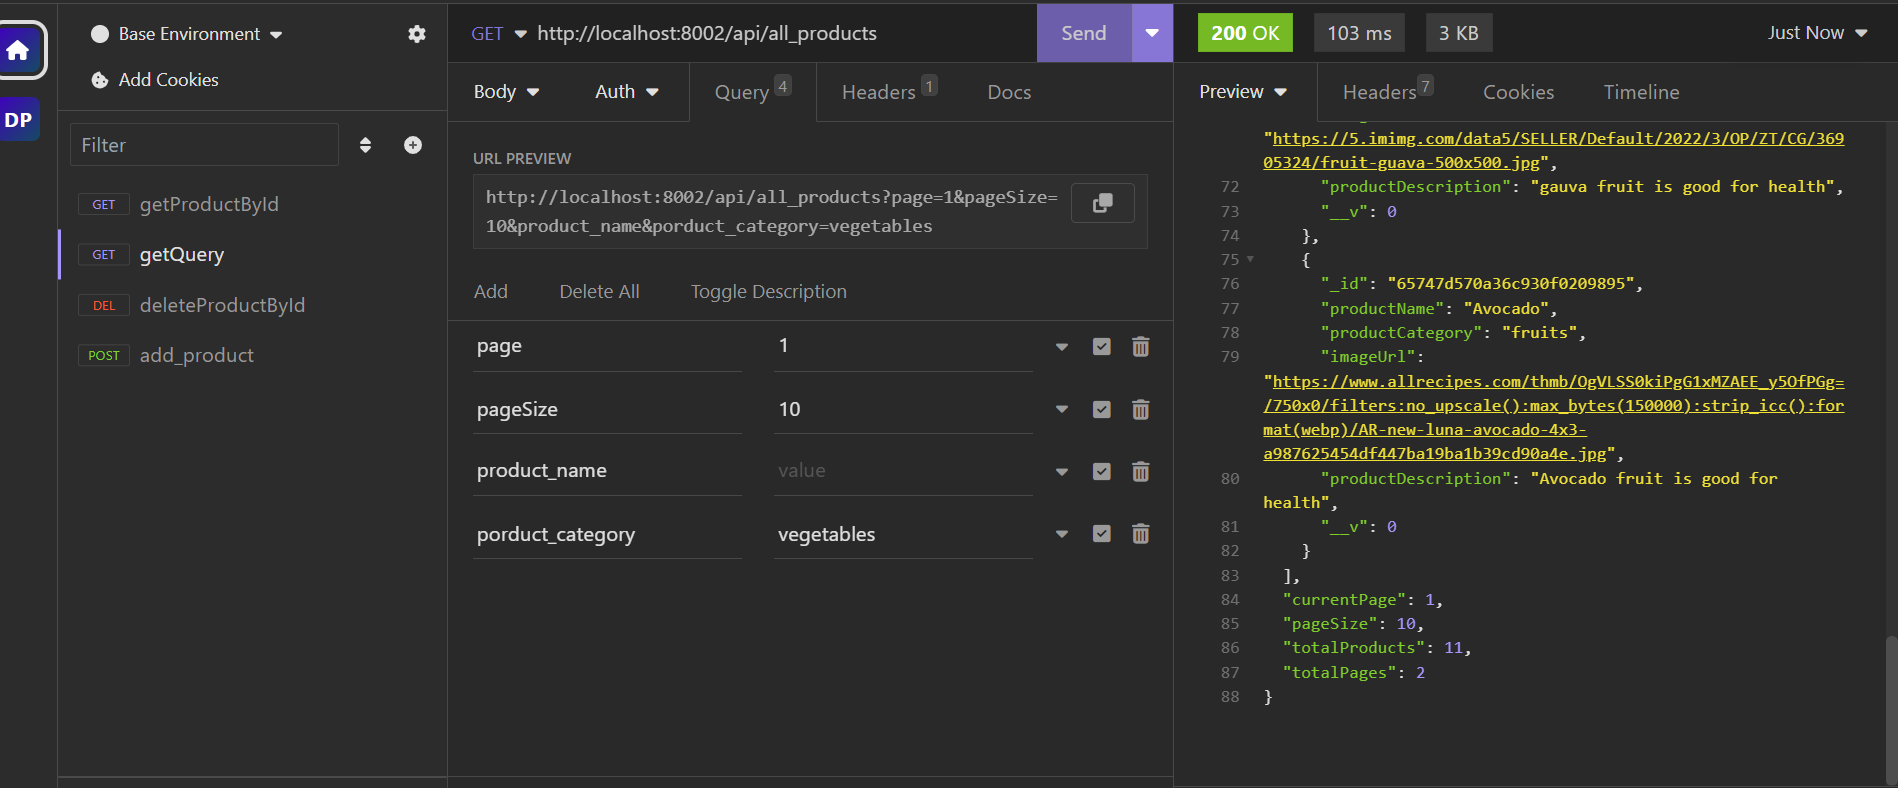 DP
Base Environment
Add Cookies
Filter
GET getProductById
GET getQuery
DEL deleteProductById
POST add_product
GET http://localhost:8002/api/all_products Send
Body Auth Query 4 Headers 1 Docs
URL PREVIEW
http://localhost:8002/api/all_products?page=1&pageSize=
10&product_name&porduct_category=vegetables
Add Delete All Toggle Description
page 1
pageSize 10
product_name value
porduct_category vegetables
200 OK 103 ms 3 KB Just Now
Preview Headers 7 Cookies Timeline
"https://5.imimg.com/data5/SELLER/Default/2022/3/OP/ZT/CG/369
05324/fruit-guava-500x500.jpg",
72 "productDescription": "gauva fruit is good for health",
73 "__v": 0
74 },
75 {
76 "_id": "65747d570a36c930f0209895",
77 "productName": "Avocado",
78 "productCategory": "fruits",
79 "imageUrl":
"https://www.allrecipes.com/thmb/OgVLSS0kiPgG1xMZAEE_y5OfPGg=
/750x0/filters:no_upscale():max_bytes(150000):strip_icc():for
mat(webp)/AR-new-luna-avocado-4x3-
a987625454df447ba19ba1b39cd90a4e.jpg",
80 "productDescription": "Avocado fruit is good for
health",
81 "__v": 0
82 }
83 ],
84 "currentPage": 1,
85 "pageSize": 10,
86 "totalProducts": 11,
87 "totalPages": 2
88 }